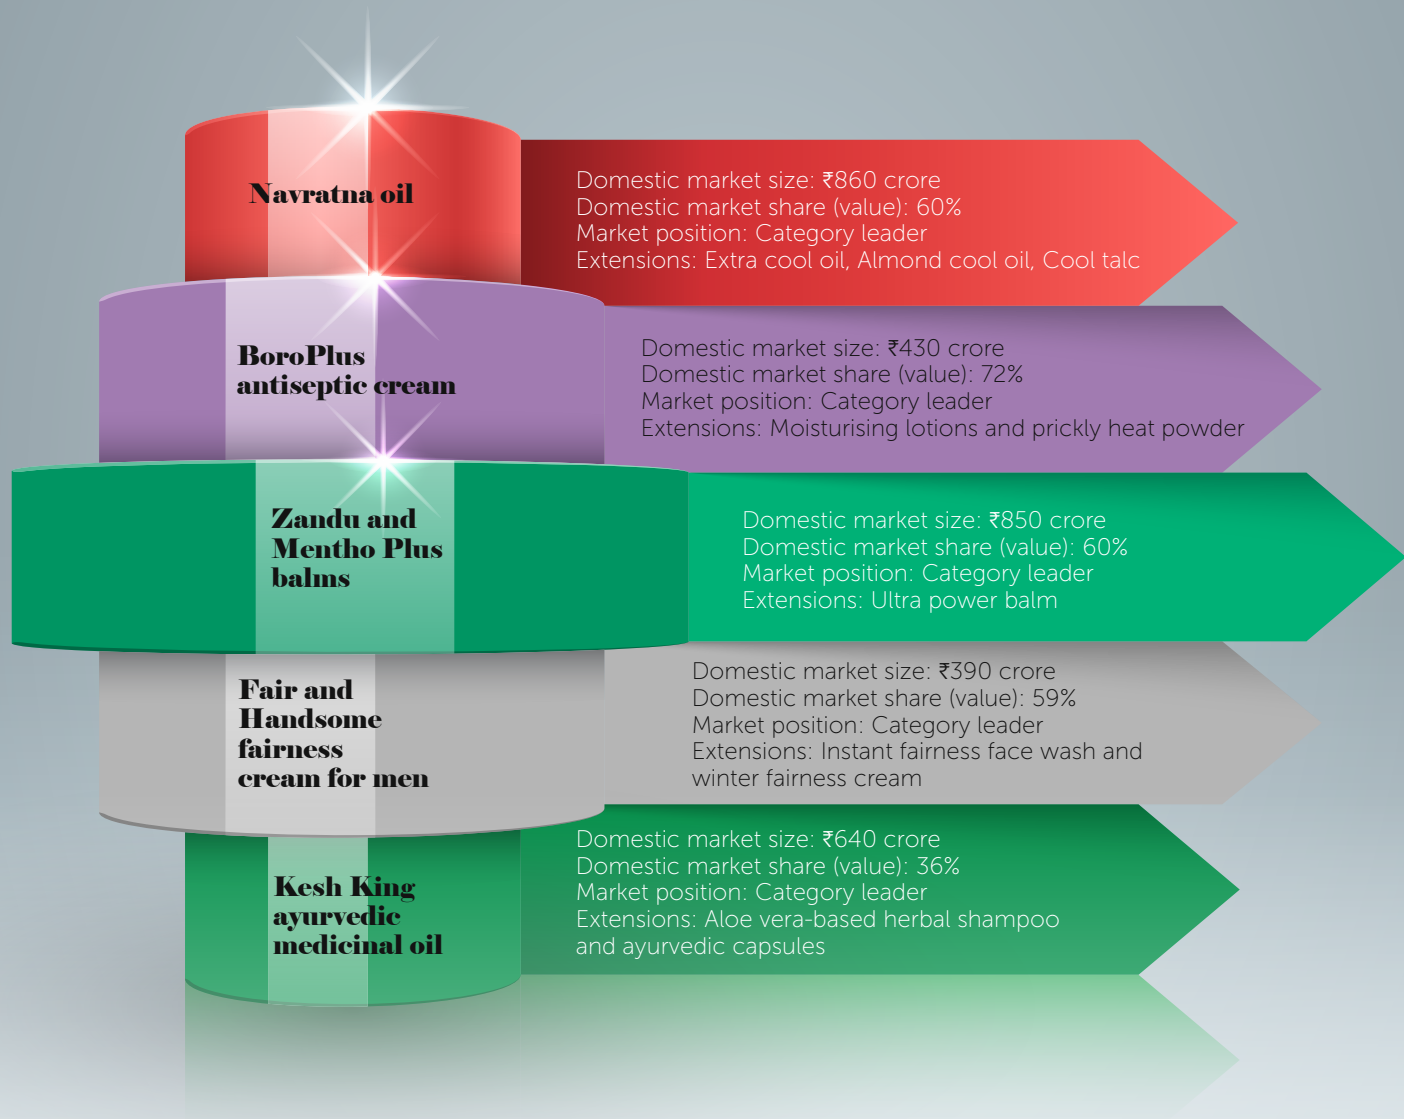 Navratna oil
Domestic market size: ₹860 crore
Domestic market share (value): 60%
Market position: Category leader
Extensions: Extra cool oil, Almond cool oil, Cool talc
BoroPlus
antiseptic cream
Domestic market size: ₹430 crore
Domestic market share (value): 72%
Market position: Category leader
Extensions: Moisturising lotions and prickly heat powder
Zandu and
Mentho Plus
balms
Domestic market size: ₹850 crore
Domestic market share (value): 60%
Market position: Category leader
Extensions: Ultra power balm
Fair and
Handsome
fairness
cream for men
Domestic market size: ₹390 crore
Domestic market share (value): 59%
Market position: Category leader
Extensions: Instant fairness face wash and
winter fairness cream
Kesh King
ayurvedic
medicinal oil
Domestic market size: ₹640 crore
Domestic market share (value): 36%
Market position: Category leader
Extensions: Aloe vera-based herbal shampoo
and ayurvedic capsules